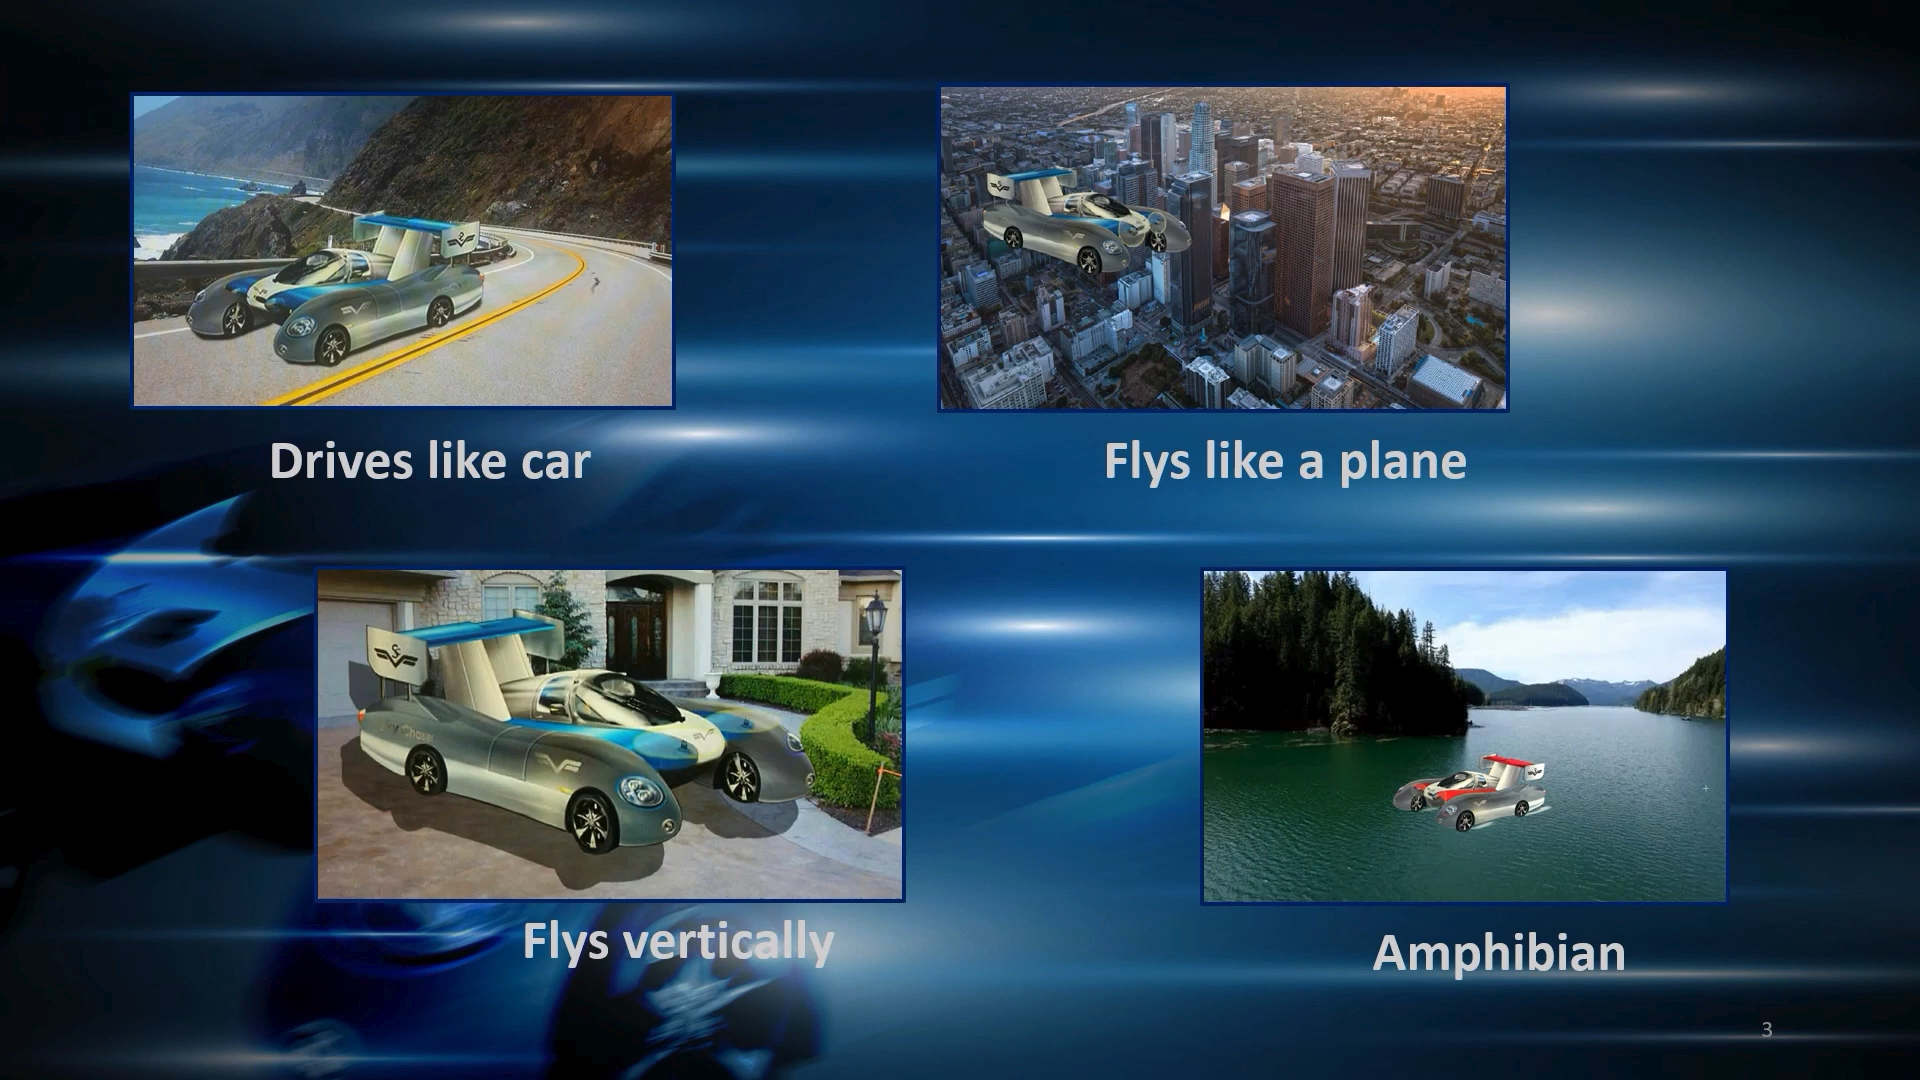 Drives like car
Flys like a plane
Flys vertically
Amphibian
3